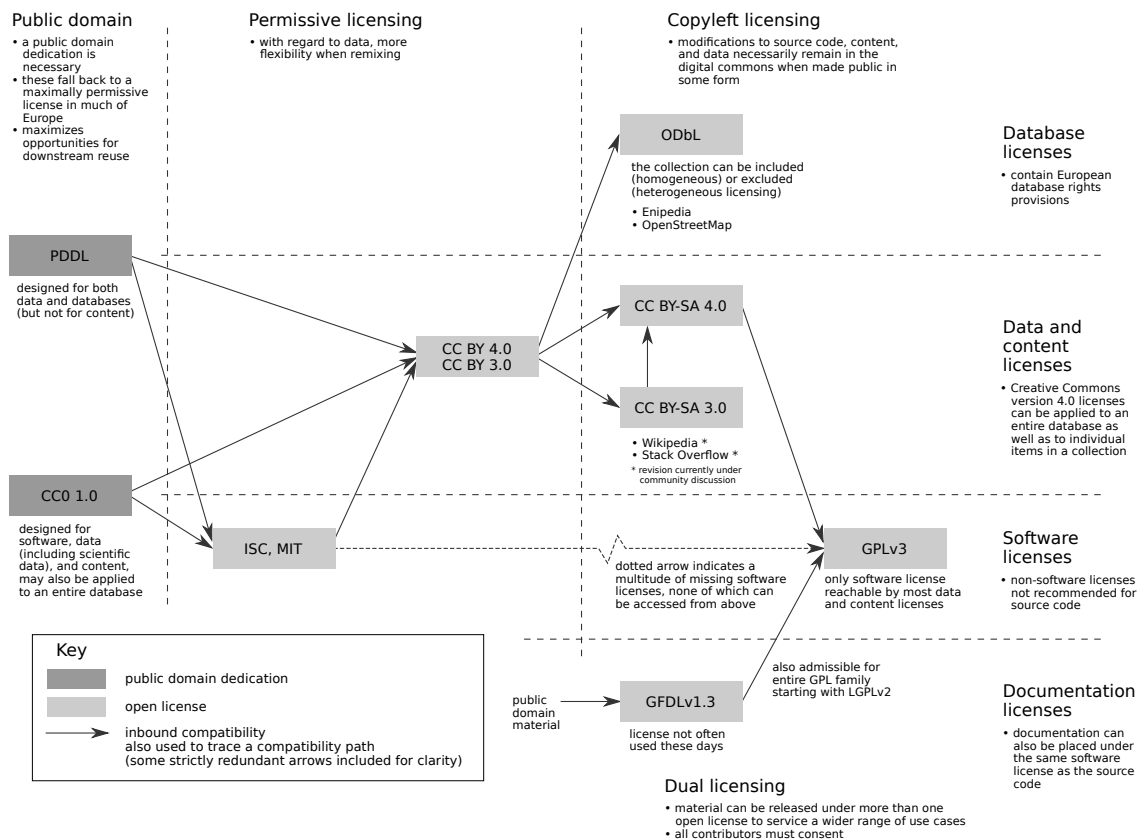 Public domain
• a public domain
dedication is
necessary
• these fall back to a
maximally permissive
license in much of
Europe
• maximizes
opportunities for
downstream reuse
Permissive licensing
• with regard to data, more
flexibility when remixing
Copyleft licensing
• modifications to source code, content,
and data necessarily remain in the
digital commons when made public in
some form
ODbL
the collection can be included
(homogeneous) or excluded
(heterogeneous licensing)
• Enipedia
• OpenStreetMap
Database
licenses
• contain European
database rights
provisions
PDDL
designed for both
data and databases
(but not for content)
CC BY 4.0
CC BY 3.0
CC BY-SA 4.0
CC BY-SA 3.0
• Wikipedia *
• Stack Overflow *
* revision currently under
community discussion
Data and
content
licenses
• Creative Commons
version 4.0 licenses
can be applied to an
entire database as
well as to individual
items in a collection
CC0 1.0
designed for
software, data
(including scientific
data), and content,
may also be applied
to an entire database
ISC, MIT
dotted arrow indicates a
multitude of missing software
licenses, none of which can
be accessed from above
GPLv3
only software license
reachable by most data
and content licenses
Software
licenses
• non-software licenses
not recommended for
source code
Key
public domain dedication
open license
inbound compatibility
also used to trace a compatibility path
(some strictly redundant arrows included for clarity)
public
domain
material
GFDLv1.3
license not often
used these days
also admissible for
entire GPL family
starting with LGPLv2
Documentation
licenses
• documentation can
also be placed under
the same software
license as the source
code
Dual licensing
• material can be released under more than one
open license to service a wider range of use cases
• all contributors must consent